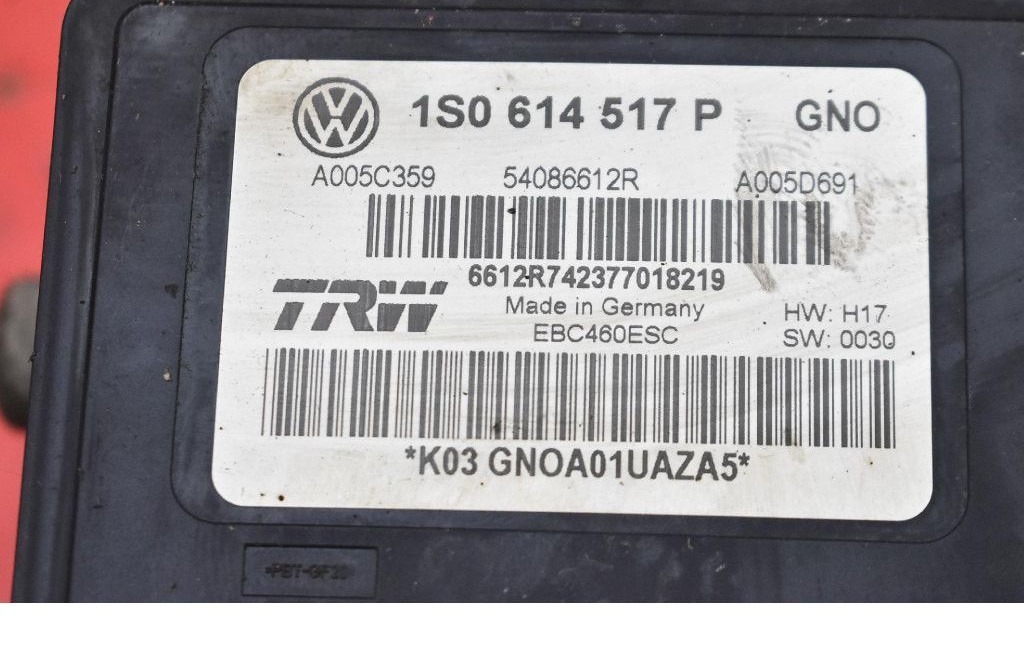 1S0 614 517 P GNO
A005C359 54086612R A005D691
6612R742377018219
TRW
Made in Germany
EBC460ESC
HW: H17
SW: 0030
*K03 GNOA01UAZA5*